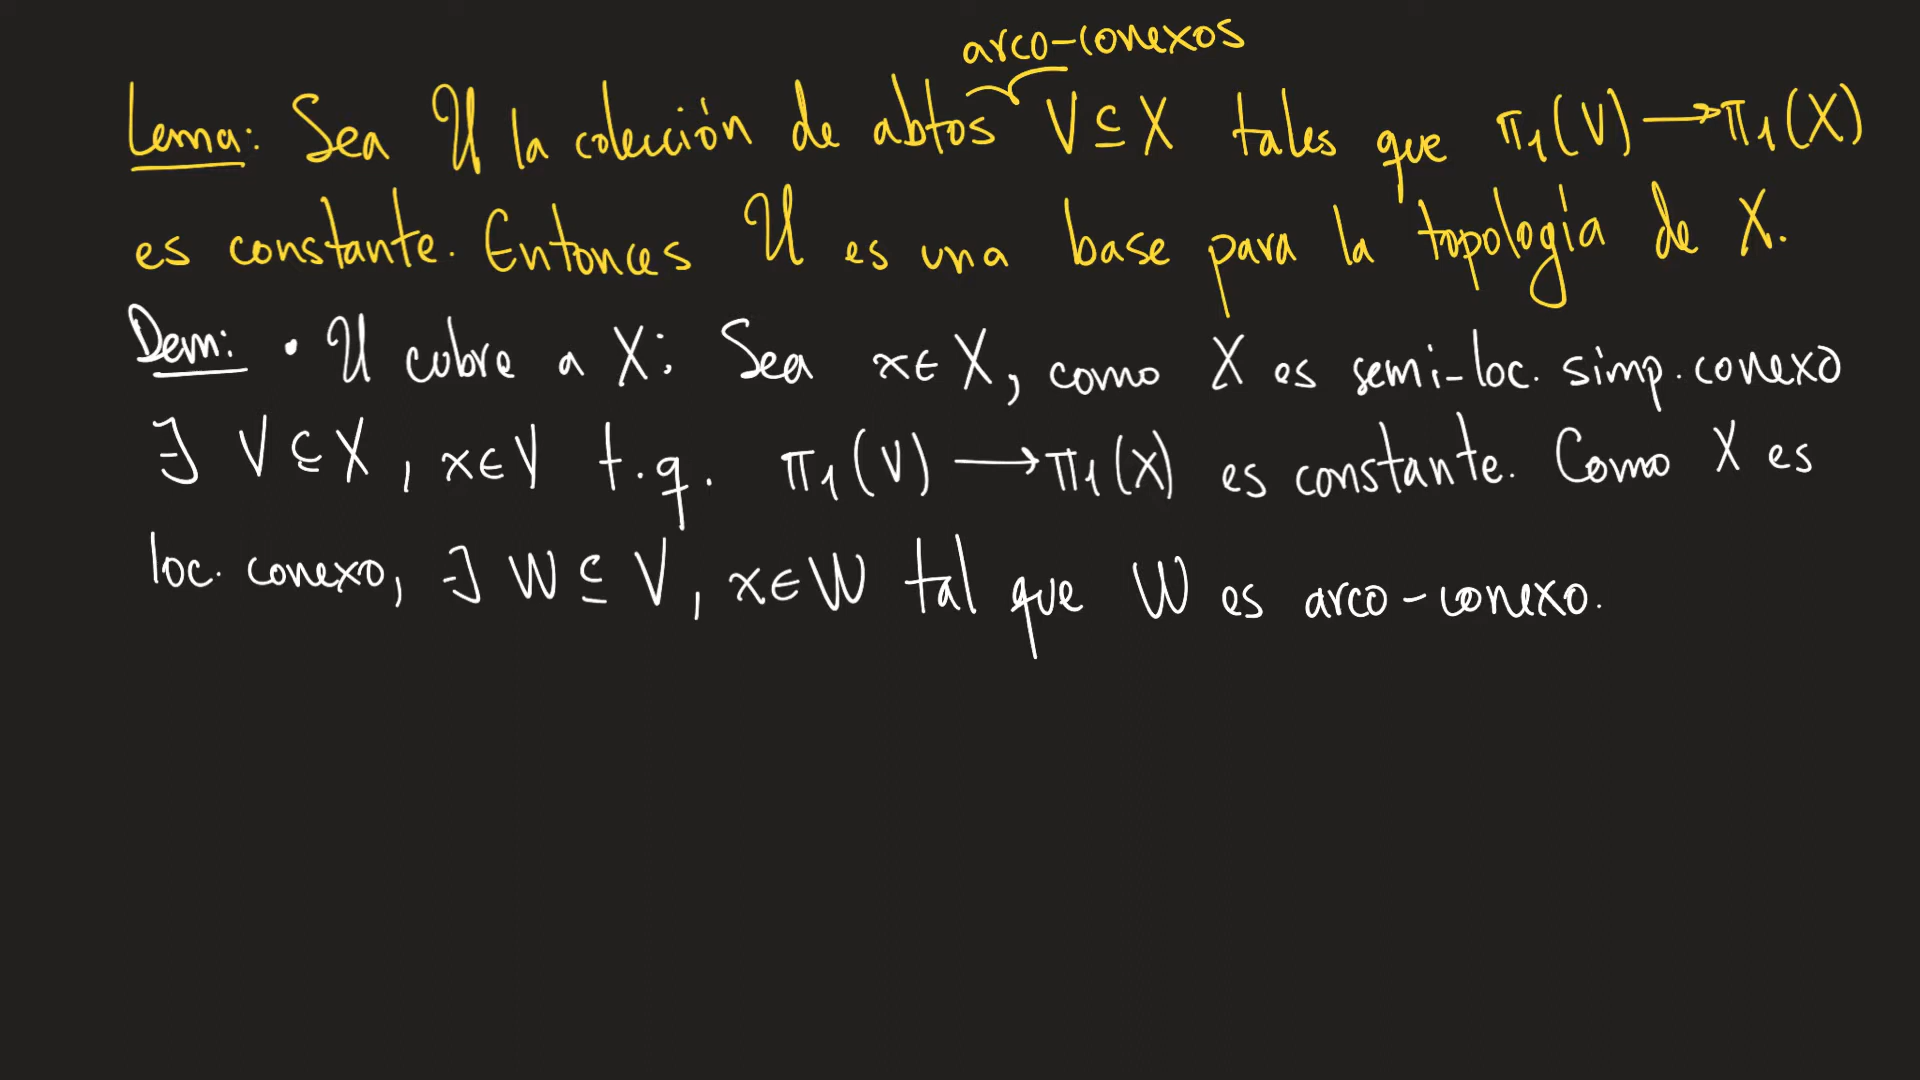 arco-conexos
Lema: Sea 𝒰 la colección de abtos V ⊆ X tales que π₁(V) → π₁(X)
es constante. Entonces 𝒰 es una base para la topología de X.
Dem: • 𝒰 cubre a X: Sea x ∈ X, como X es semi-loc. simp. conexo
∃ V ⊆ X, x ∈ V t.q. π₁(V) → π₁(X) es constante. Como X es
loc. conexo, ∃ W ⊆ V, x ∈ W tal que W es arco-conexo.